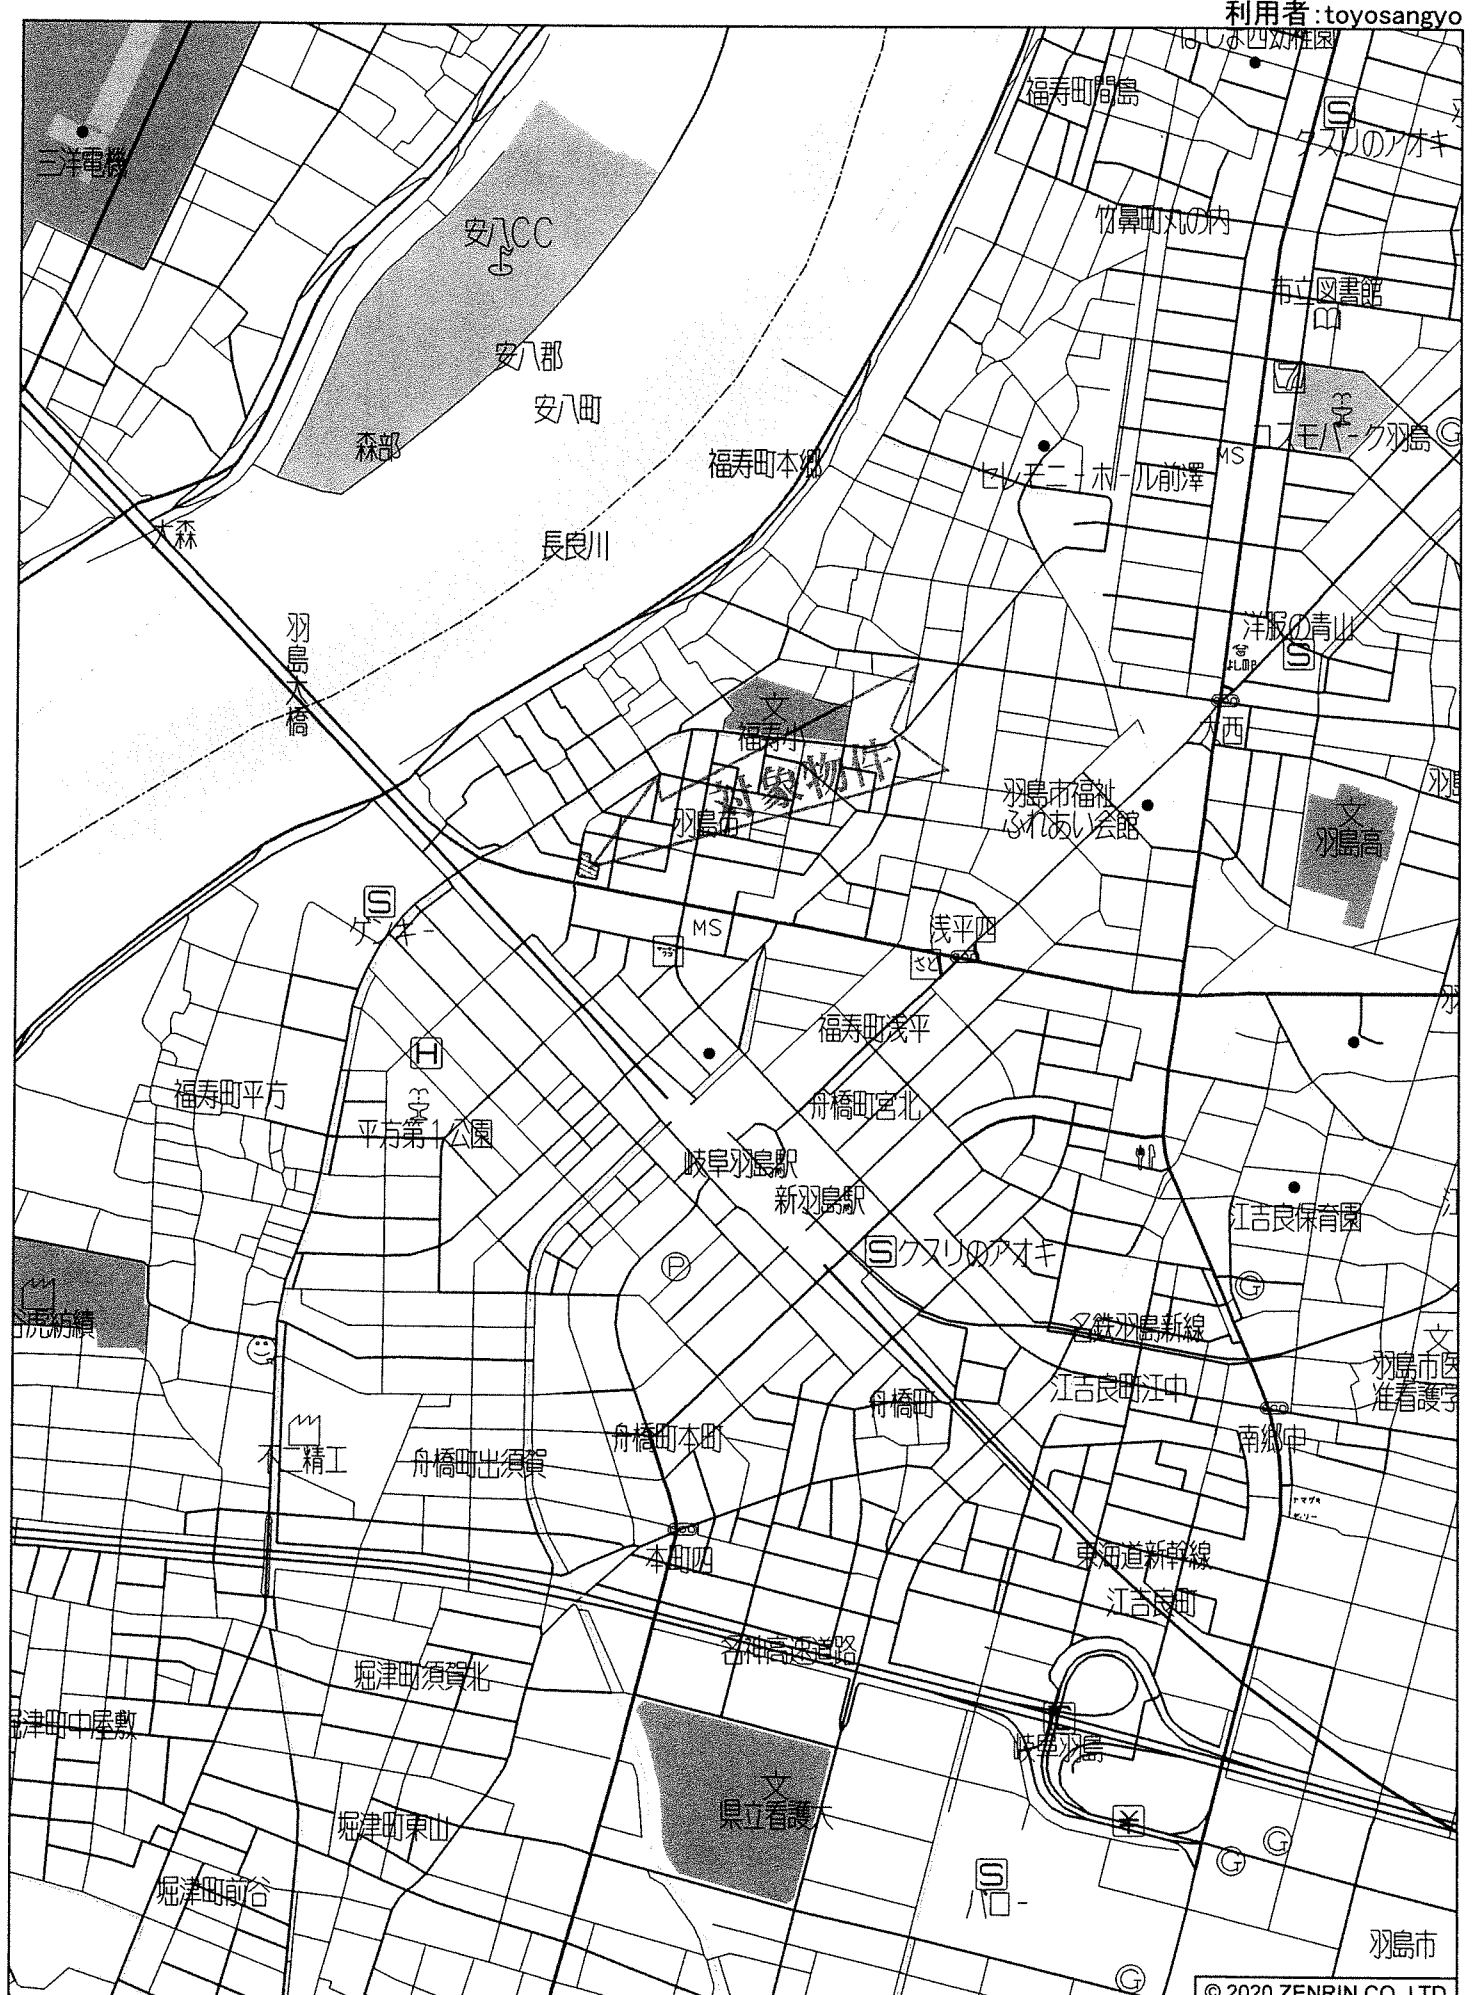 利用者:toyosangyo
福寿町間島
クスリのアオキ
三洋電機
竹鼻町丸の内
安八CC
市立図書館
安八郡
安八町
コスモパーク羽島
G
森部
福寿町本郷
MS
セレモニーホール前澤
大森
長良川
羽島大橋
洋服の青山
S
よし町
文
福寿小
大西
対象物件
羽島市福祉
ふれあい会館
羽島市
文
羽島高
S
ゲンキー
MS
浅平四
さと
福寿町浅平
H
福寿町平方
舟橋町宮北
平方第1公園
岐阜羽島駅
新羽島駅
江吉良保育園
S クスリのアオキ
P
G
名鉄羽島新線
文
羽島市医
准看護学
江吉良町江中
舟橋町
舟橋町本町
南郷中
不二精工
舟橋町出須賀
本町四
東海道新幹線
江吉良町
名神高速道路
堀津町須賀北
堀津町中屋敷
岐阜羽島
文
県立看護大
¥
堀津町東山
G
G
S
バロー
堀津町前谷
羽島市
G
© 2020 ZENRIN CO., LTD